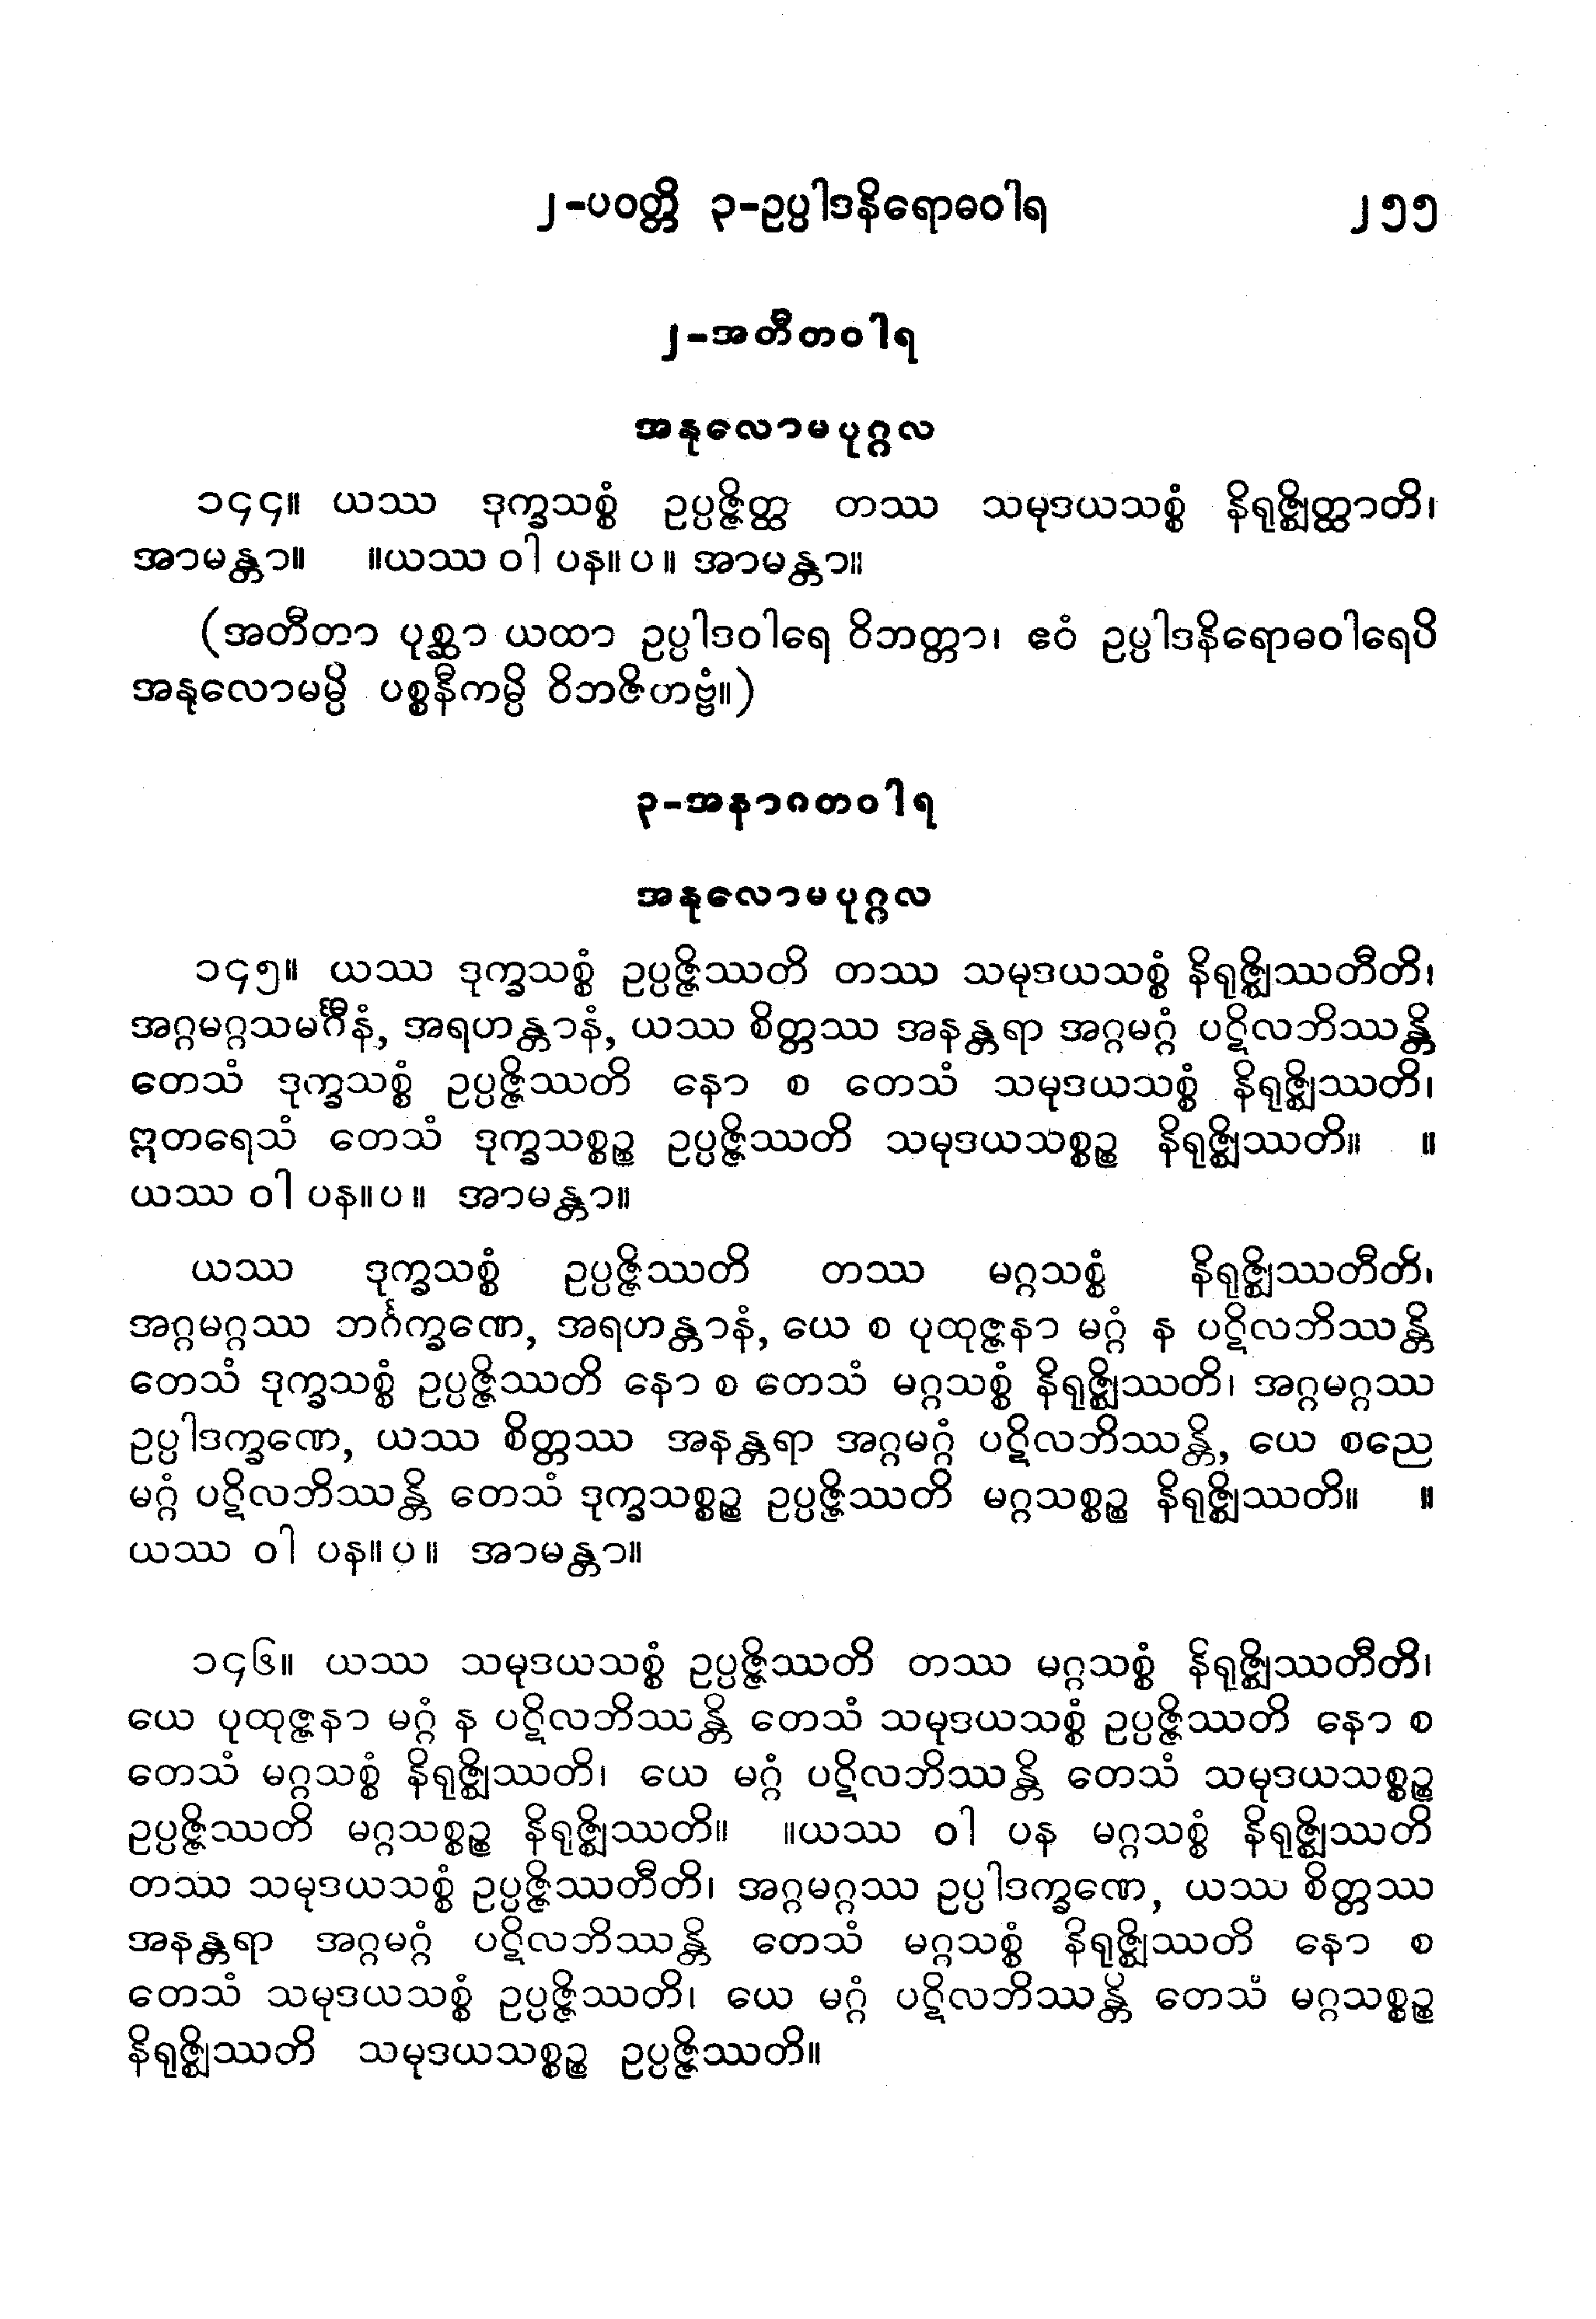 ၂-ပဝတ္တိ ၃-ဥပ္ပါဒနိရောဓဝါရ ၂၅၅
၂-အတီတဝါရ
အနုလောမပုဂ္ဂလ
၁၄၄။ ယဿ ဒုက္ခသစ္စံ ဥပ္ပဇ္ဇိတ္ထ တဿ သမုဒယသစ္စံ နိရုဇ္ဈိတ္ထာတိ၊
အာမန္တာ။ ။ယဿ ဝါ ပန။ပ။ အာမန္တာ။
(အတီတာ ပုစ္ဆာ ယထာ ဥပ္ပါဒဝါရေ ဝိဘတ္တာ၊ ဧဝံ ဥပ္ပါဒနိရောဓဝါရေပိ
အနုလောမမ္ပိ ပစ္စနီကမ္ပိ ဝိဘဇိတဗ္ဗံ။)
၃-အနာဂတဝါရ
အနုလောမပုဂ္ဂလ
၁၄၅။ ယဿ ဒုက္ခသစ္စံ ဥပ္ပဇ္ဇိဿတိ တဿ သမုဒယသစ္စံ နိရုဇ္ဈိဿတီတိ၊
အဂ္ဂမဂ္ဂသမင်္ဂီနံ, အရဟန္တာနံ, ယဿ စိတ္တဿ အနန္တရာ အဂ္ဂမဂ္ဂံ ပဋိလဘိဿန္တိ
တေသံ ဒုက္ခသစ္စံ ဥပ္ပဇ္ဇိဿတိ နော စ တေသံ သမုဒယသစ္စံ နိရုဇ္ဈိဿတိ၊
ဣတရေသံ တေသံ ဒုက္ခသစ္စဉ္စ ဥပ္ပဇ္ဇိဿတိ သမုဒယသစ္စဉ္စ နိရုဇ္ဈိဿတိ။ ။
ယဿ ဝါ ပန။ပ။ အာမန္တာ။
ယဿ ဒုက္ခသစ္စံ ဥပ္ပဇ္ဇိဿတိ တဿ မဂ္ဂသစ္စံ နိရုဇ္ဈိဿတီတိ၊
အဂ္ဂမဂ္ဂဿ ဘင်္ဂက္ခဏေ, အရဟန္တာနံ, ယေ စ ပုထုဇ္ဇနာ မဂ္ဂံ န ပဋိလဘိဿန္တိ
တေသံ ဒုက္ခသစ္စံ ဥပ္ပဇ္ဇိဿတိ နော စ တေသံ မဂ္ဂသစ္စံ နိရုဇ္ဈိဿတိ၊ အဂ္ဂမဂ္ဂဿ
ဥပ္ပါဒက္ခဏေ, ယဿ စိတ္တဿ အနန္တရာ အဂ္ဂမဂ္ဂံ ပဋိလဘိဿန္တိ, ယေ စညေ
မဂ္ဂံ ပဋိလဘိဿန္တိ တေသံ ဒုက္ခသစ္စဉ္စ ဥပ္ပဇ္ဇိဿတိ မဂ္ဂသစ္စဉ္စ နိရုဇ္ဈိဿတိ။ ။
ယဿ ဝါ ပန။ပ။ အာမန္တာ။
၁၄၆။ ယဿ သမုဒယသစ္စံ ဥပ္ပဇ္ဇိဿတိ တဿ မဂ္ဂသစ္စံ နိရုဇ္ဈိဿတီတိ၊
ယေ ပုထုဇ္ဇနာ မဂ္ဂံ န ပဋိလဘိဿန္တိ တေသံ သမုဒယသစ္စံ ဥပ္ပဇ္ဇိဿတိ နော စ
တေသံ မဂ္ဂသစ္စံ နိရုဇ္ဈိဿတိ၊ ယေ မဂ္ဂံ ပဋိလဘိဿန္တိ တေသံ သမုဒယသစ္စဉ္စ
ဥပ္ပဇ္ဇိဿတိ မဂ္ဂသစ္စဉ္စ နိရုဇ္ဈိဿတိ။ ။ယဿ ဝါ ပန မဂ္ဂသစ္စံ နိရုဇ္ဈိဿတိ
တဿ သမုဒယသစ္စံ ဥပ္ပဇ္ဇိဿတီတိ၊ အဂ္ဂမဂ္ဂဿ ဥပ္ပါဒက္ခဏေ, ယဿ စိတ္တဿ
အနန္တရာ အဂ္ဂမဂ္ဂံ ပဋိလဘိဿန္တိ တေသံ မဂ္ဂသစ္စံ နိရုဇ္ဈိဿတိ နော စ
တေသံ သမုဒယသစ္စံ ဥပ္ပဇ္ဇိဿတိ၊ ယေ မဂ္ဂံ ပဋိလဘိဿန္တိ တေသံ မဂ္ဂသစ္စဉ္စ
နိရုဇ္ဈိဿတိ သမုဒယသစ္စဉ္စ ဥပ္ပဇ္ဇိဿတိ။